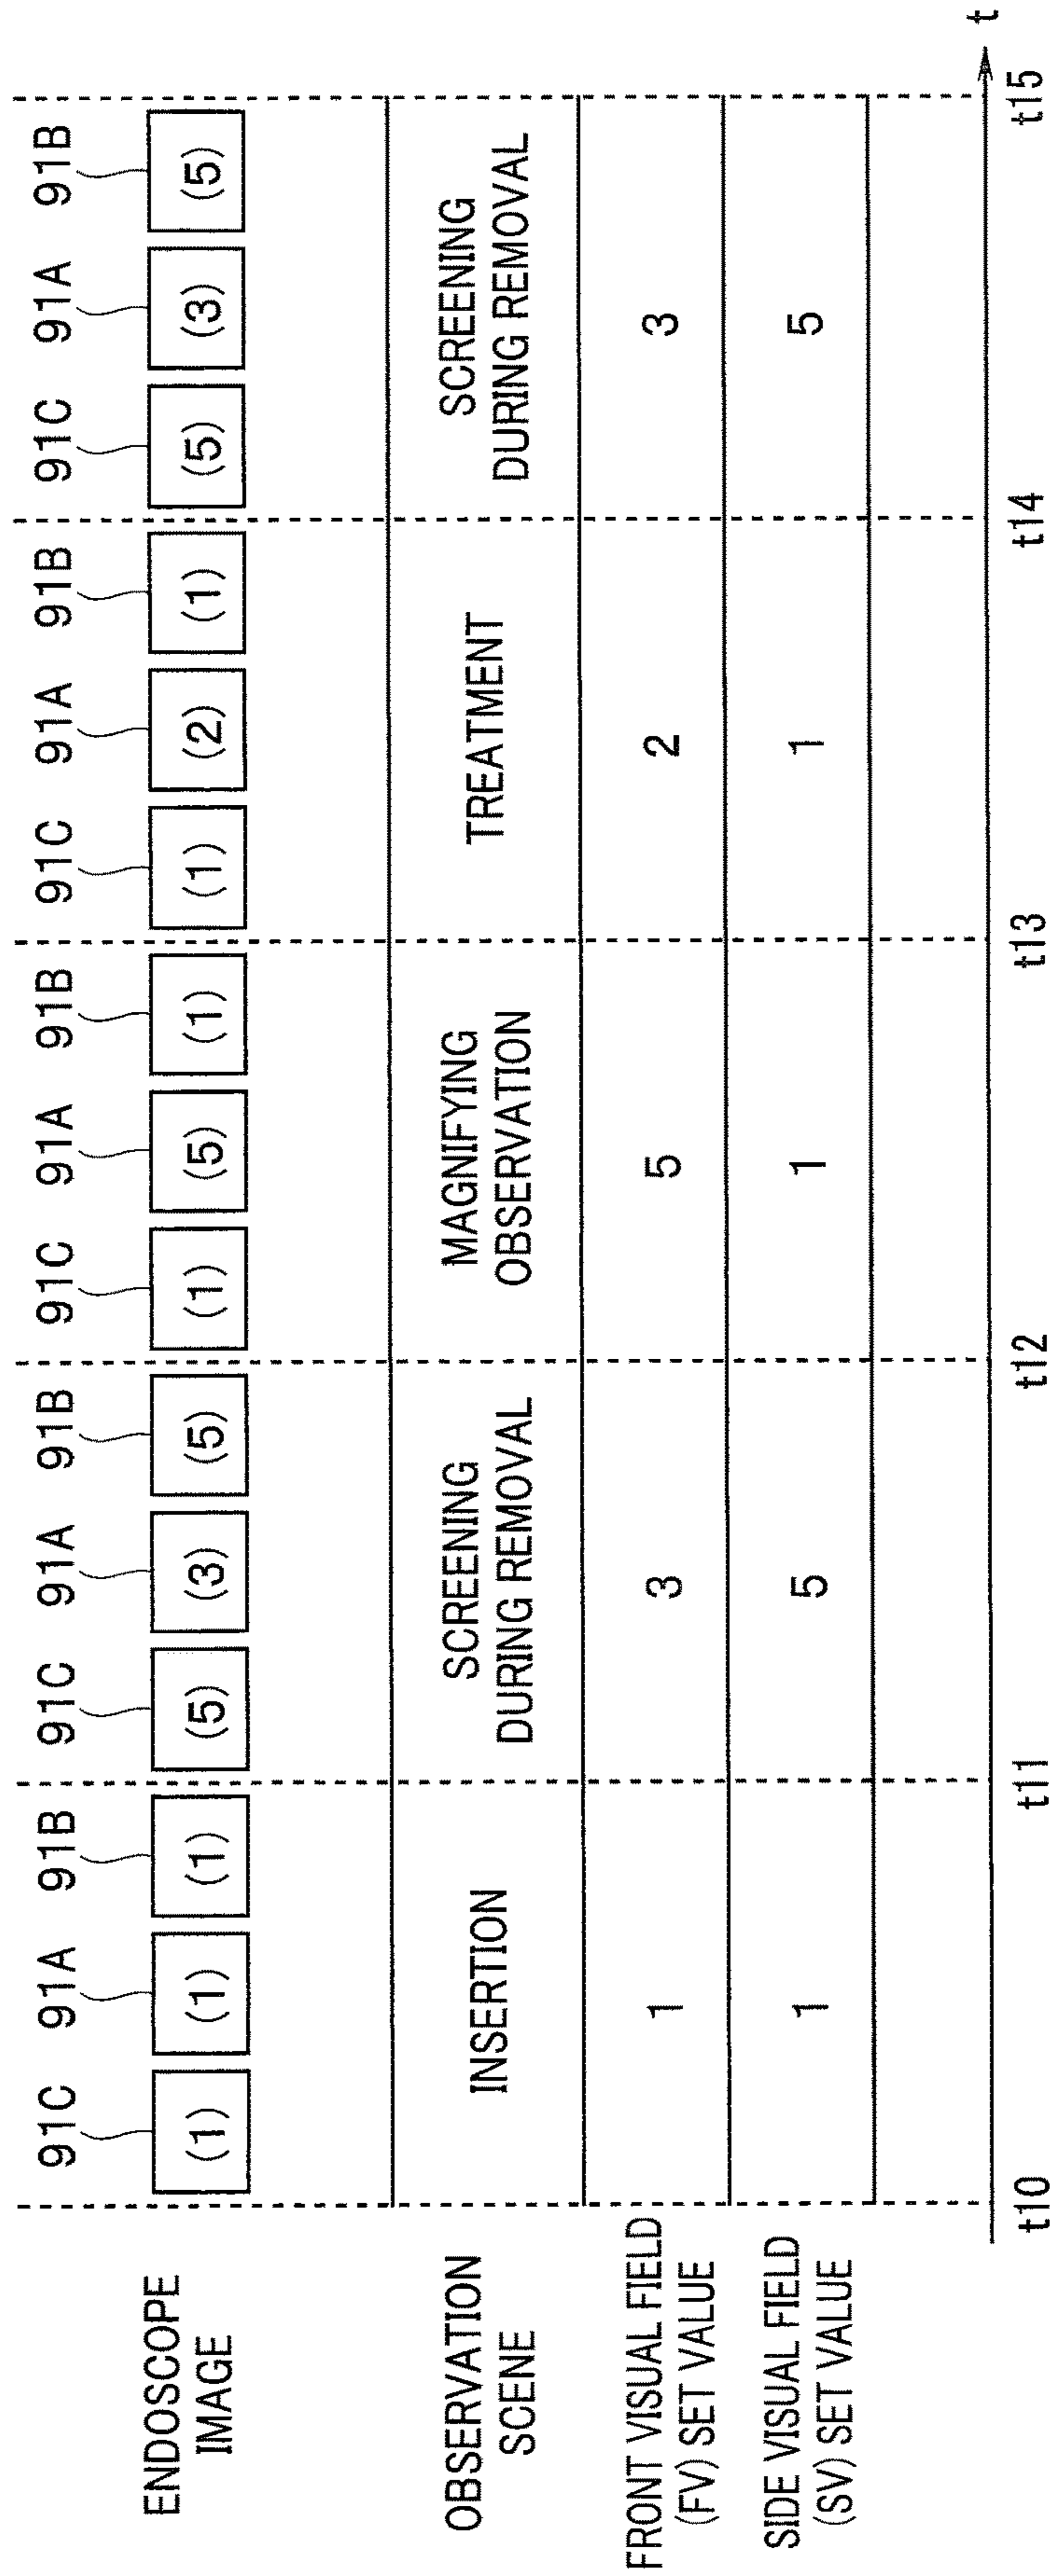 91C 91A 91B 91C 91A 91B 91C 91A 91B 91C 91A 91B 91C 91A 91B
ENDOSCOPE
IMAGE
(1) (1) (1) (5) (3) (5) (1) (5) (1) (1) (2) (1) (5) (3) (5)
OBSERVATION
SCENE
INSERTION
SCREENING
DURING REMOVAL
MAGNIFYING
OBSERVATION
TREATMENT
SCREENING
DURING REMOVAL
FRONT VISUAL FIELD
(FV) SET VALUE
1 3 5 2 3
SIDE VISUAL FIELD
(SV) SET VALUE
1 5 1 1 5
t
t10 t11 t12 t13 t14 t15